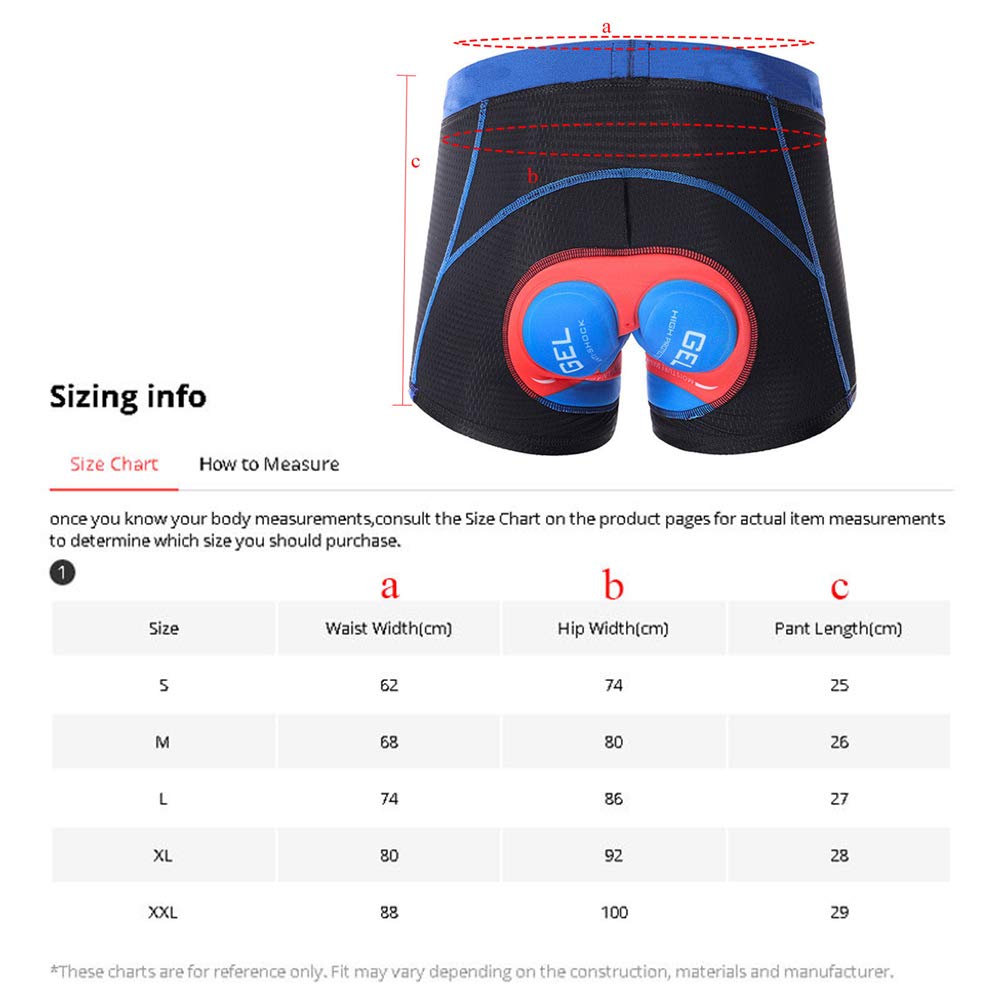 a
c
b
GEL
SHOCK
GEL
HIGH
Sizing info
Size Chart How to Measure
once you know your body measurements,consult the Size Chart on the product pages for actual item measurements
to determine which size you should purchase.
1
a b c
Size Waist Width(cm) Hip Width(cm) Pant Length(cm)
S 62 74 25
M 68 80 26
L 74 86 27
XL 80 92 28
XXL 88 100 29
*These charts are for reference only. Fit may vary depending on the construction, materials and manufacturer.